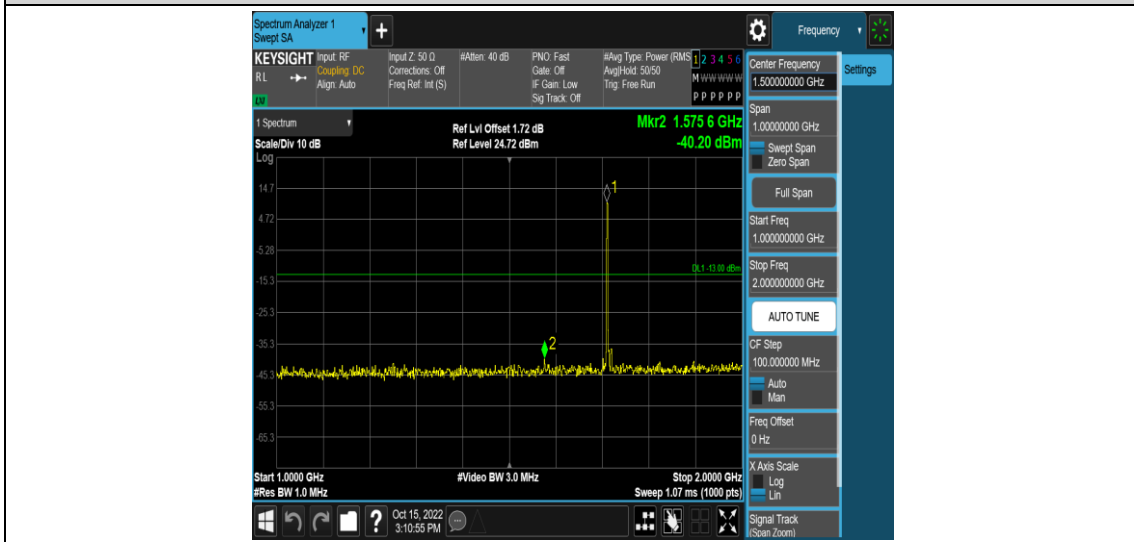 Spectrum Analyzer 1
Swept SA
+
Frequency
KEYSIGHT
RL
LXI
Input: RF
Coupling: DC
Align: Auto
Input Z: 50 Ω
Corrections: Off
Freq Ref: Int (S)
#Atten: 40 dB
PNO: Fast
Gate: Off
IF Gain: Low
Sig Track: Off
#Avg Type: Power (RMS
Avg|Hold: 50/50
Trig: Free Run
1 2 3 4 5 6
M W W W W W
P P P P P P
Center Frequency
1.500000000 GHz
Settings
1 Spectrum
Scale/Div 10 dB
Ref Lvl Offset 1.72 dB
Ref Level 24.72 dBm
Mkr2 1.575 6 GHz
-40.20 dBm
Log
14.7
4.72
-5.28
-15.3
-25.3
-35.3
-45.3
-55.3
-65.3
1
DL1 -13.00 dBm
2
Start 1.0000 GHz
#Res BW 1.0 MHz
#Video BW 3.0 MHz
Stop 2.0000 GHz
Sweep 1.07 ms (1000 pts)
Span
1.00000000 GHz
Swept Span
Zero Span
Full Span
Start Freq
1.000000000 GHz
Stop Freq
2.000000000 GHz
AUTO TUNE
CF Step
100.000000 MHz
Auto
Man
Freq Offset
0 Hz
X Axis Scale
Log
Lin
Signal Track
(Span Zoom)
?
Oct 15, 2022
3:10:55 PM